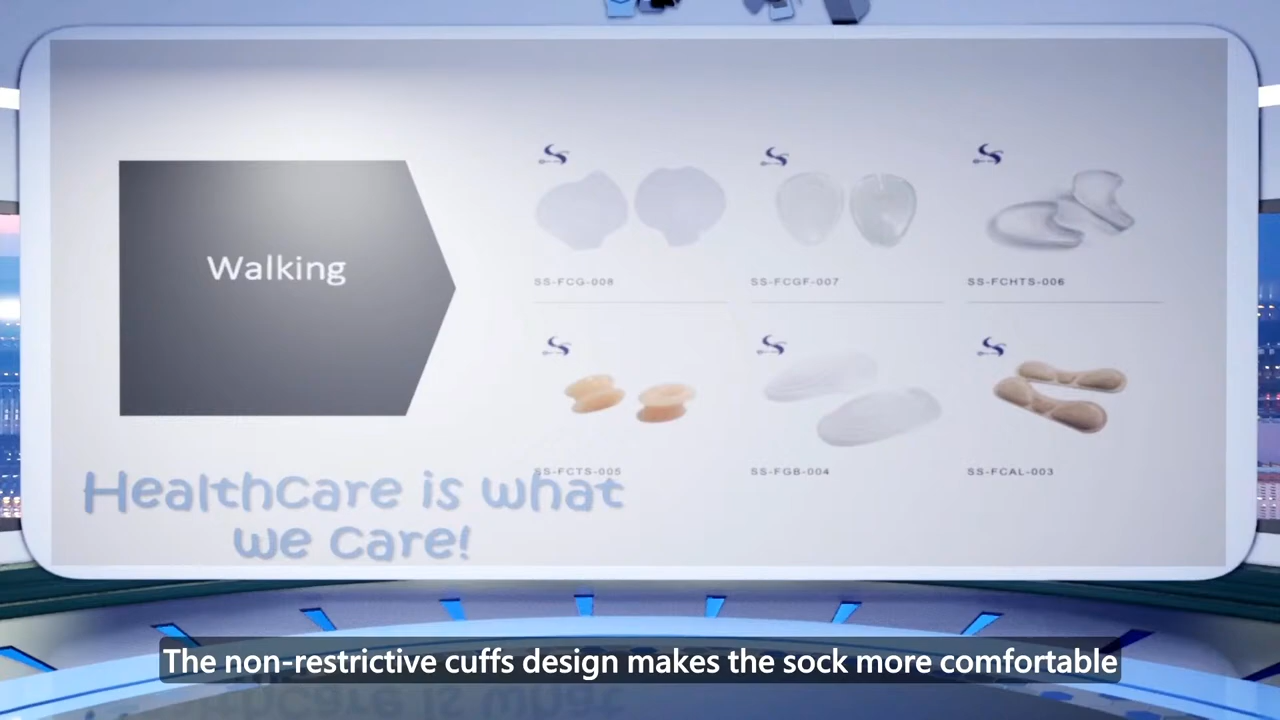 Walking
SS-FCG-008
SS-FCGF-007
SS-FCHTS-006
SS-FCTS-005
SS-FGB-004
SS-FCAL-003
Healthcare is what
we care!
The non-restrictive cuffs design makes the sock more comfortable